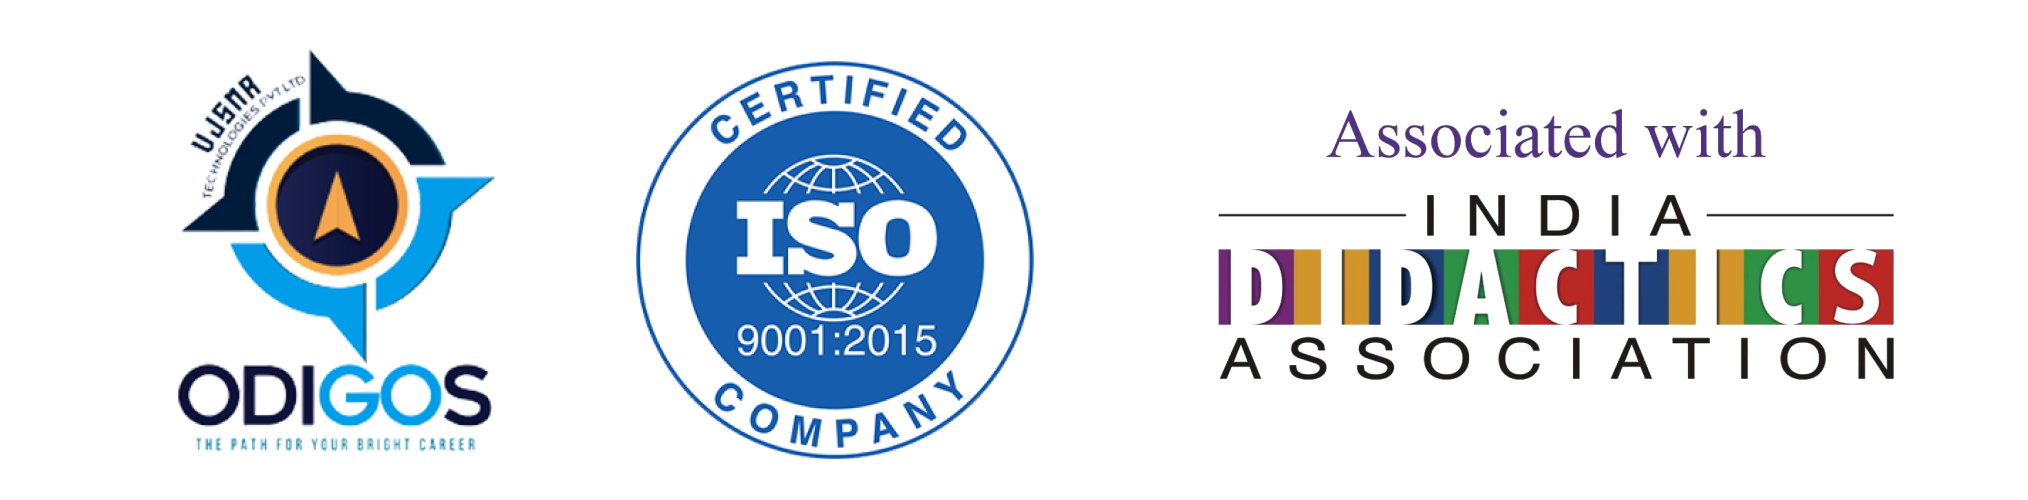 VJSNR
TECHNOLOGIES PVT LTD
ODIGOS
THE PATH FOR YOUR BRIGHT CAREER
CERTIFIED
ISO
9001:2015
COMPANY
Associated with
INDIA
DIDACTICS
ASSOCIATION